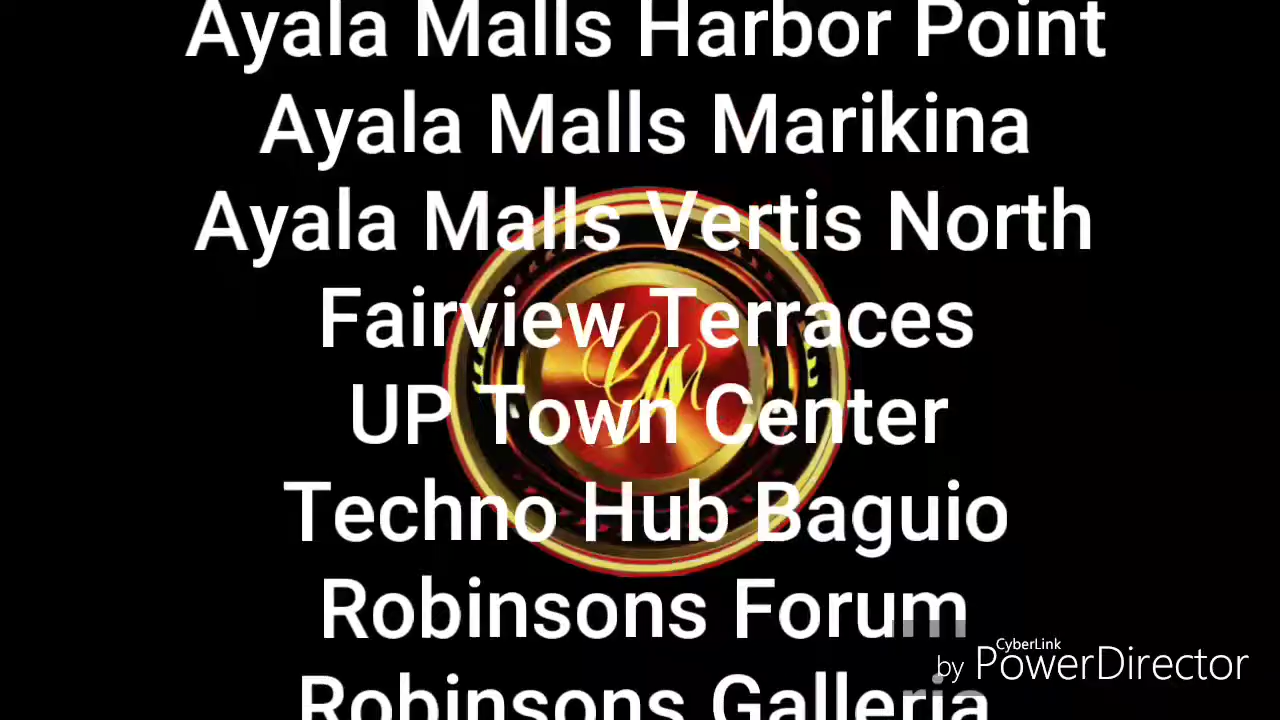 Ayala Malls Harbor Point
Ayala Malls Marikina
Ayala Malls Vertis North
Fairview Terraces
GM
UP Town Center
Techno Hub Baguio
Robinsons Forum
CyberLink
by PowerDirector
Robinsons Galleria